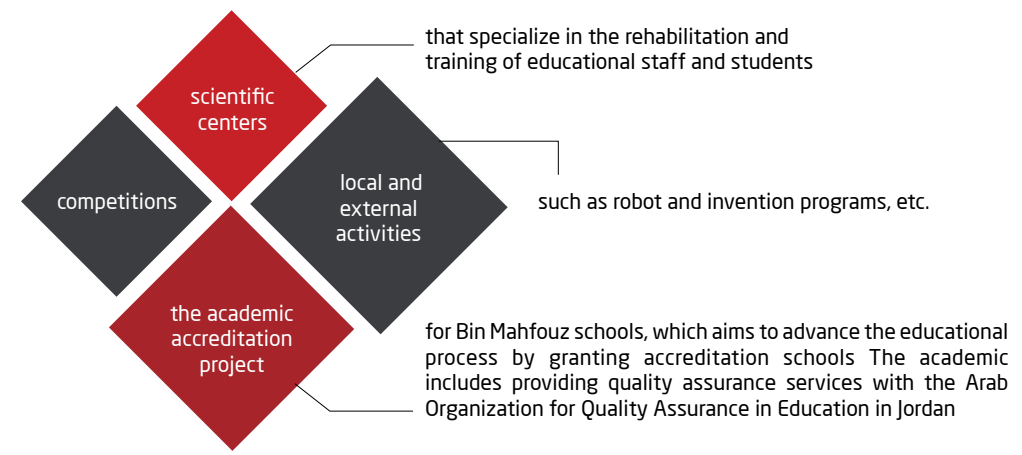 scientific
centers
that specialize in the rehabilitation and
training of educational staff and students
competitions
local and
external
activities
such as robot and invention programs, etc.
the academic
accreditation
project
for Bin Mahfouz schools, which aims to advance the educational
process by granting accreditation schools The academic
includes providing quality assurance services with the Arab
Organization for Quality Assurance in Education in Jordan